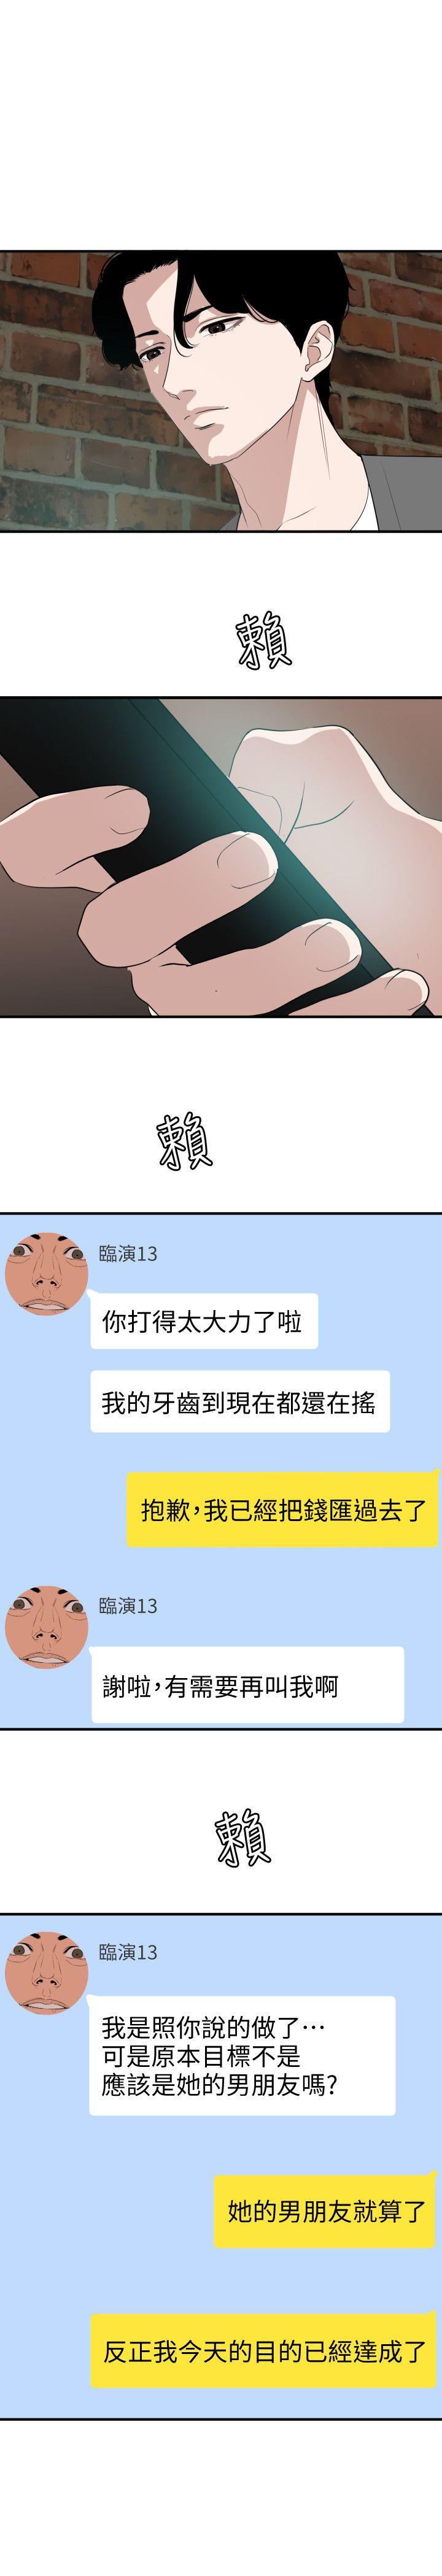 賴
賴
臨演13
你打得太大力了啦
我的牙齒到現在都還在搖
抱歉,我已經把錢匯過去了
臨演13
謝啦,有需要再叫我啊
賴
臨演13
我是照你說的做了…
可是原本目標不是
應該是她的男朋友嗎?
她的男朋友就算了
反正我今天的目的已經達成了